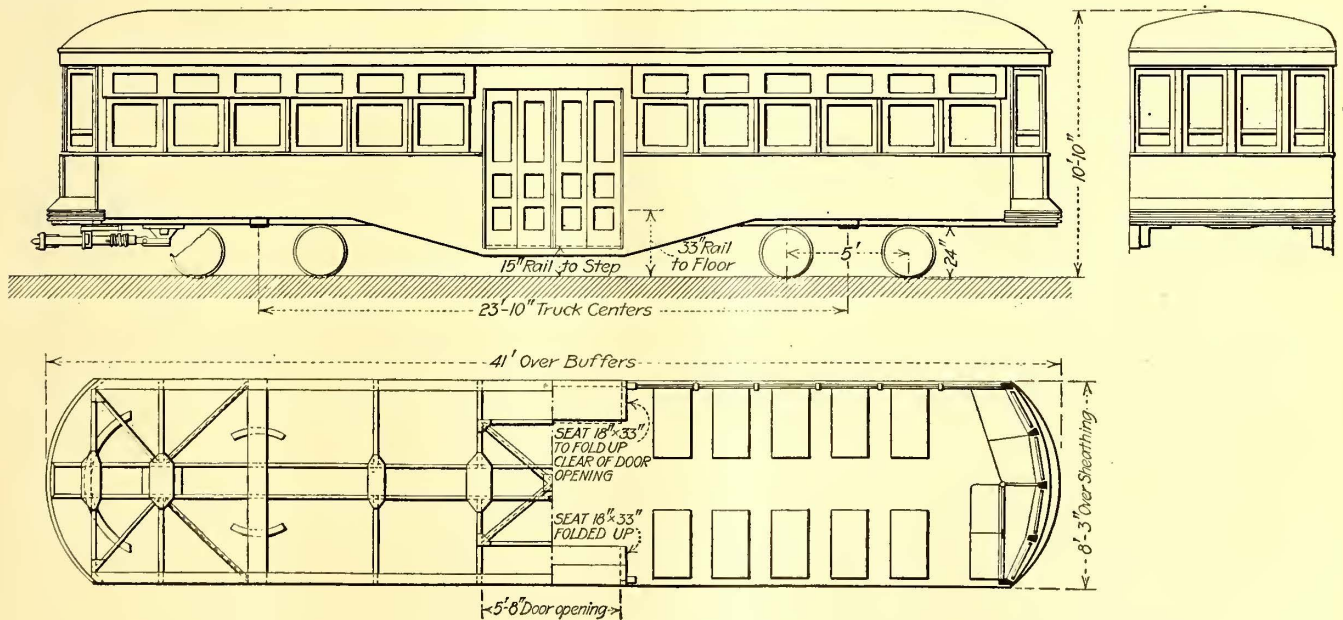 10'-10"
33" Rail
to Floor
15" Rail to Step
5'
24"
23'-10" Truck Centers
41' Over Buffers
SEAT 18"×33"
TO FOLD UP
CLEAR OF DOOR
OPENING
SEAT 18"×33"
FOLDED UP
8'-3" Over Sheathing
5'-8" Door opening